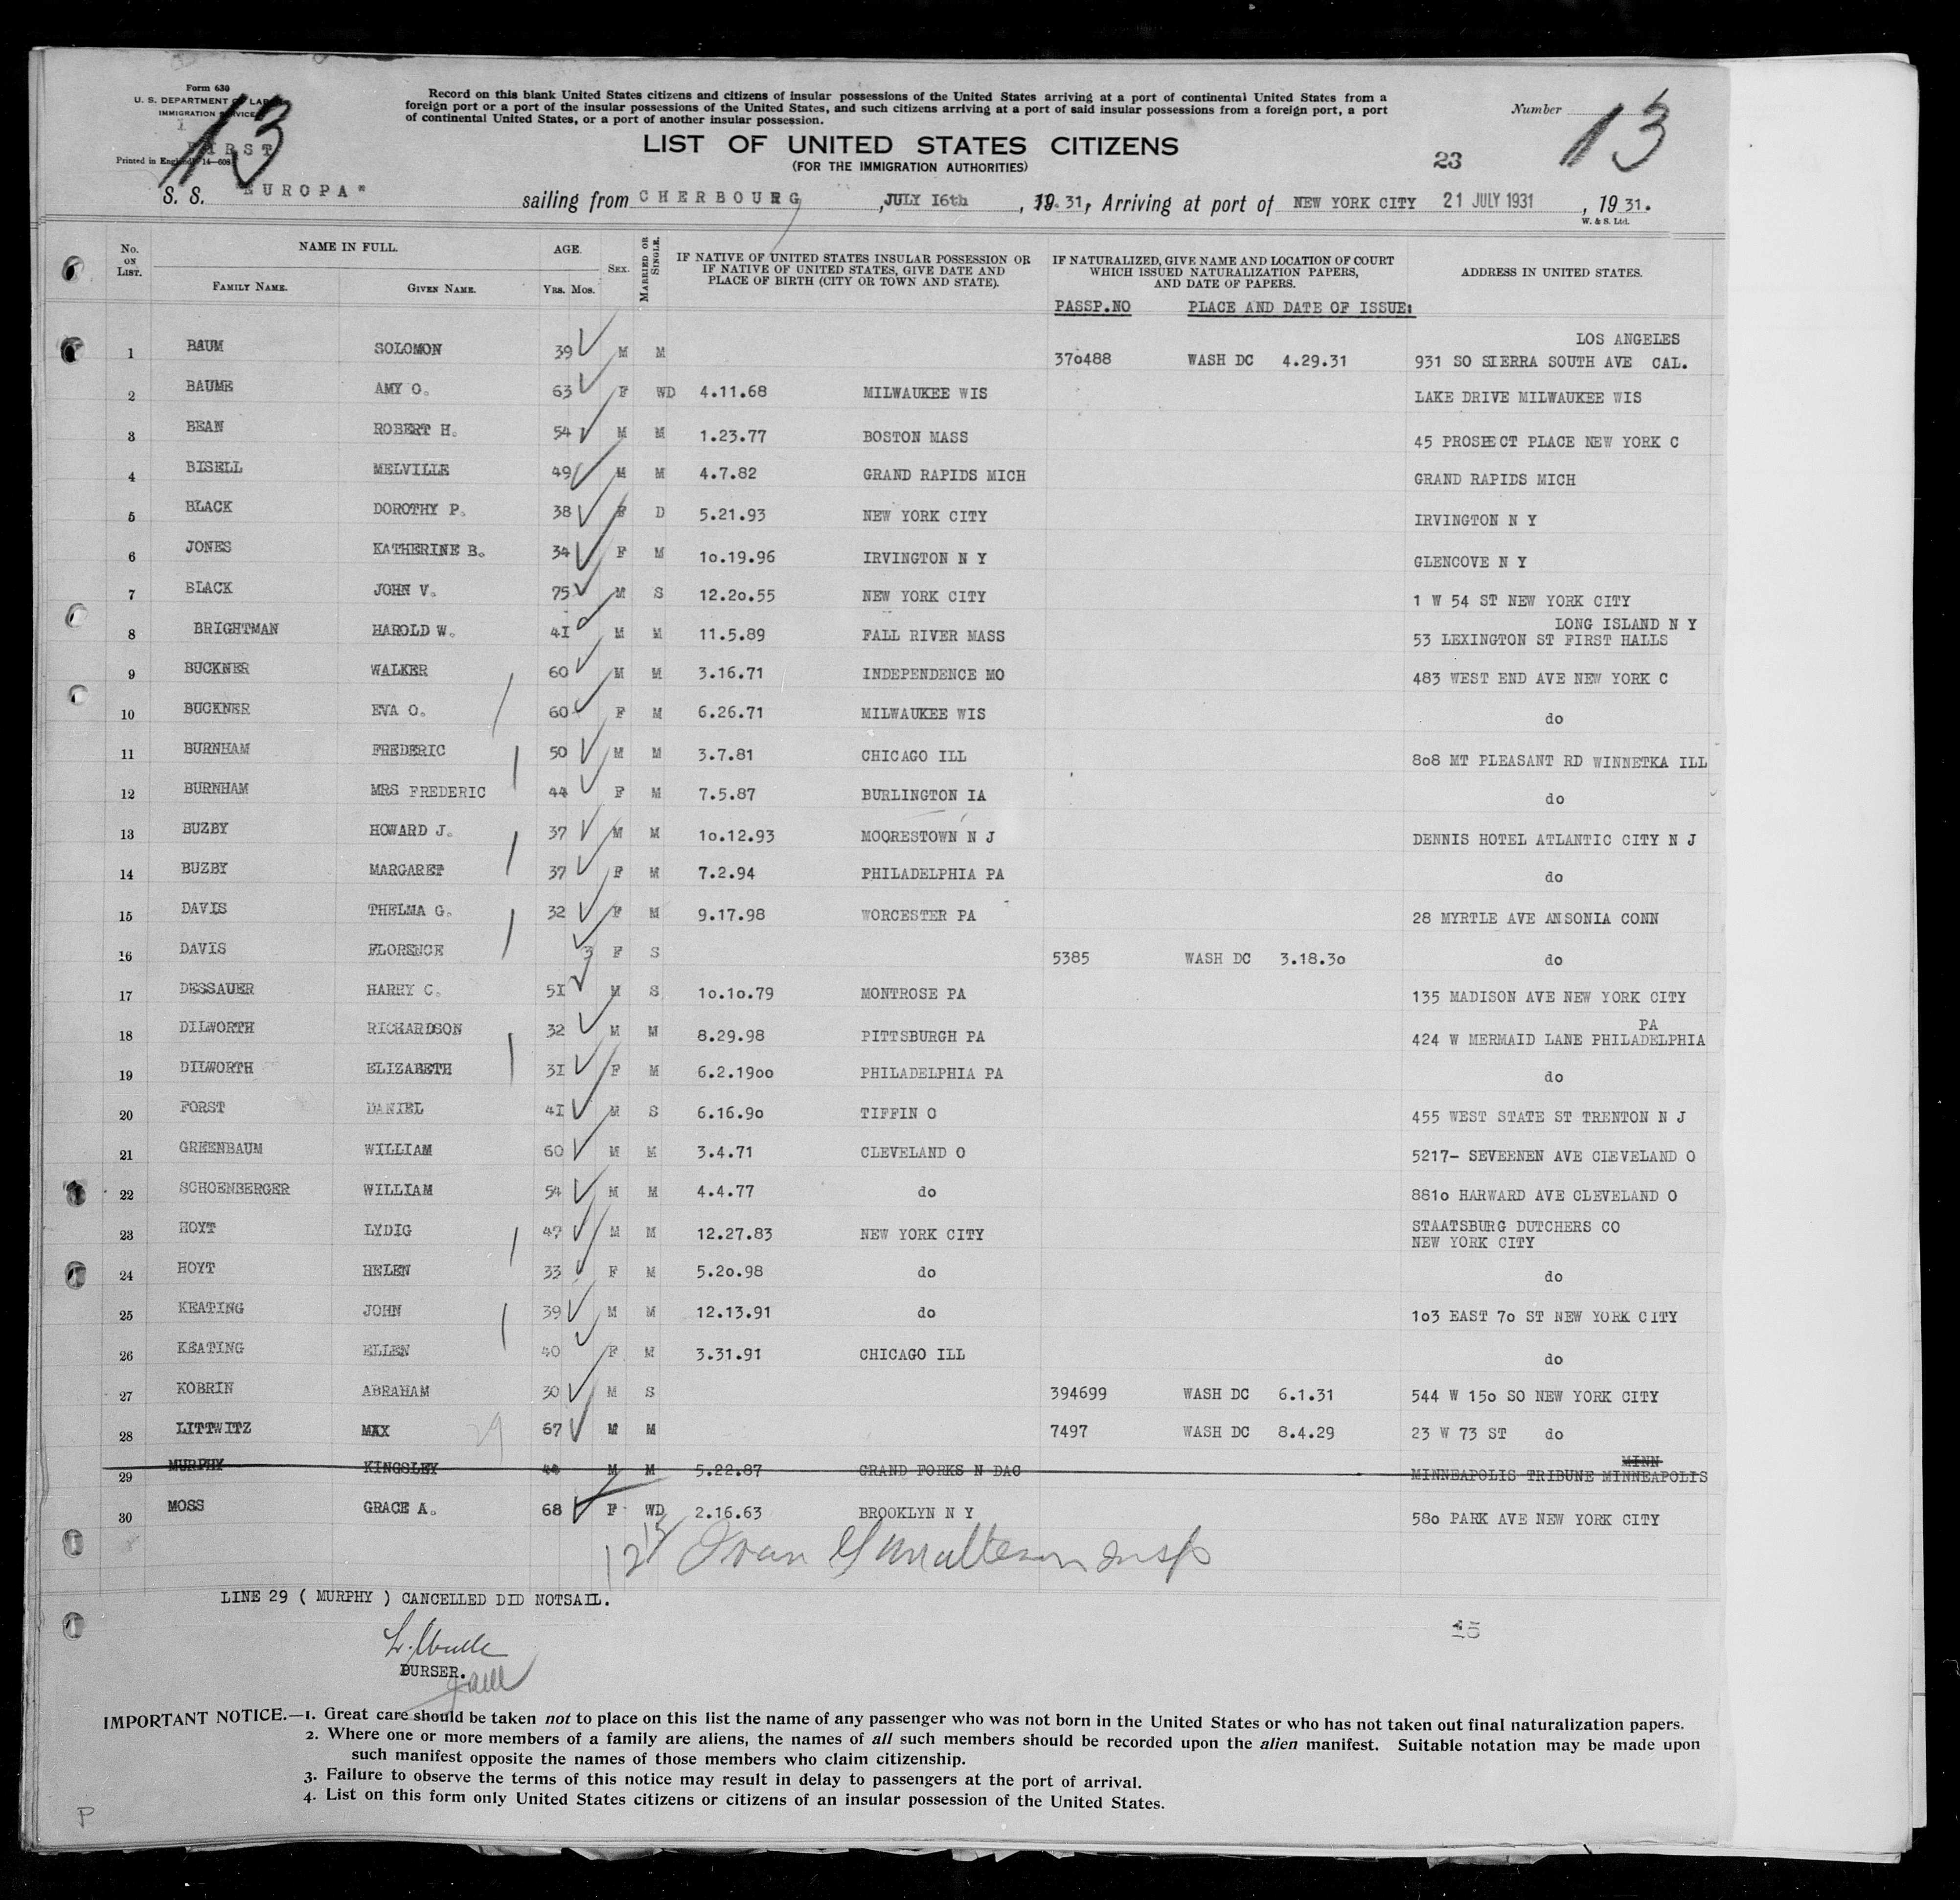 Form 630
U. S. DEPARTMENT OF LABOR
IMMIGRATION SERVICE
FIRST
Printed in England 14—608
13
Record on this blank United States citizens and citizens of insular possessions of the United States arriving at a port of continental United States from a
foreign port or a port of the insular possessions of the United States, and such citizens arriving at a port of said insular possessions from a foreign port, a port
of continental United States, or a port of another insular possession.
Number 13
LIST OF UNITED STATES CITIZENS
(FOR THE IMMIGRATION AUTHORITIES)
23
S. S. "EUROPA" sailing from CHERBOURG, JULY 16th, 19.31, Arriving at port of NEW YORK CITY 21 JULY 1931, 19 31.
W. & S. Ltd.
No. ON LIST. NAME IN FULL. FAMILY NAME. GIVEN NAME. AGE. YRS. MOS. SEX. MARRIED OR SINGLE. IF NATIVE OF UNITED STATES INSULAR POSSESSION OR IF NATIVE OF UNITED STATES, GIVE DATE AND PLACE OF BIRTH (CITY OR TOWN AND STATE). IF NATURALIZED, GIVE NAME AND LOCATION OF COURT WHICH ISSUED NATURALIZATION PAPERS, AND DATE OF PAPERS. ADDRESS IN UNITED STATES.
PASSP.NO PLACE AND DATE OF ISSUE:
LOS ANGELES
1 BAUM SOLOMON 39 M M 370488 WASH DC 4.29.31 931 SO SIERRA SOUTH AVE CAL.
2 BAUME AMY O. 63 F WD 4.11.68 MILWAUKEE WIS LAKE DRIVE MILWAUKEE WIS
3 BEAN ROBERT H. 54 M M 1.23.77 BOSTON MASS 45 PROSPECT PLACE NEW YORK C
4 BISELL MELVILLE 49 M M 4.7.82 GRAND RAPIDS MICH GRAND RAPIDS MICH
5 BLACK DOROTHY P. 38 F D 5.21.93 NEW YORK CITY IRVINGTON N Y
6 JONES KATHERINE B. 34 F M 10.19.96 IRVINGTON N Y GLENCOVE N Y
7 BLACK JOHN V. 75 M S 12.20.55 NEW YORK CITY 1 W 54 ST NEW YORK CITY
LONG ISLAND N Y
8 BRIGHTMAN HAROLD W. 4I M M 11.5.89 FALL RIVER MASS 53 LEXINGTON ST FIRST HALLS
9 BUCKNER WALKER 60 M M 3.16.71 INDEPENDENCE MO 483 WEST END AVE NEW YORK C
10 BUCKNER EVA O. 60 F M 6.26.71 MILWAUKEE WIS do
11 BURNHAM FREDERIC 50 M M 3.7.81 CHICAGO ILL 808 MT PLEASANT RD WINNETKA ILL
12 BURNHAM MRS FREDERIC 44 F M 7.5.87 BURLINGTON IA do
13 BUZBY HOWARD J. 37 M M 10.12.93 MOORESTOWN N J DENNIS HOTEL ATLANTIC CITY N J
14 BUZBY MARGARET 37 F M 7.2.94 PHILADELPHIA PA do
15 DAVIS THELMA G. 32 F M 9.17.98 WORCESTER PA 28 MYRTLE AVE ANSONIA CONN
16 DAVIS FLORENCE 3 F S 5385 WASH DC 3.18.30 do
17 DESSAUER HARRY C. 5I M S 10.10.79 MONTROSE PA 135 MADISON AVE NEW YORK CITY
PA
18 DILWORTH RICHARDSON 32 M M 8.29.98 PITTSBURGH PA 424 W MERMAID LANE PHILADELPHIA
19 DILWORTH ELIZABETH 3I F M 6.2.1900 PHILADELPHIA PA do
20 FORST DANIEL 4I M S 6.16.90 TIFFIN O 455 WEST STATE ST TRENTON N J
21 GREENBAUM WILLIAM 60 M M 3.4.71 CLEVELAND O 5217- SEVEENEN AVE CLEVELAND O
22 SCHOENBERGER WILLIAM 54 M M 4.4.77 do 8810 HARWARD AVE CLEVELAND O
23 HOYT LYDIG 47 M M 12.27.83 NEW YORK CITY STAATSBURG DUTCHERS CO
NEW YORK CITY
24 HOYT HELEN 33 F M 5.20.98 do do
25 KEATING JOHN 39 M M 12.13.91 do 103 EAST 70 ST NEW YORK CITY
26 KEATING ELLEN 40 F M 3.31.91 CHICAGO ILL do
27 KOBRIN ABRAHAM 30 M S 394699 WASH DC 6.1.31 544 W 150 SO NEW YORK CITY
28 LITTWITZ MAX 29 67 M M 7497 WASH DC 8.4.29 23 W 73 ST do
MINN
29 MURPHY KINGSLEY 44 M M 5.22.87 GRAND FORKS N DAC MINNEAPOLIS TRIBUNE MINNEAPOLIS
30 MOSS GRACE A. 68 F WD 2.16.63 BROOKLYN N Y 580 PARK AVE NEW YORK CITY
LINE 29 ( MURPHY ) CANCELLED DID NOTSAIL.
15
PURSER.
IMPORTANT NOTICE.—1. Great care should be taken not to place on this list the name of any passenger who was not born in the United States or who has not taken out final naturalization papers.
2. Where one or more members of a family are aliens, the names of all such members should be recorded upon the alien manifest. Suitable notation may be made upon
such manifest opposite the names of those members who claim citizenship.
3. Failure to observe the terms of this notice may result in delay to passengers at the port of arrival.
4. List on this form only United States citizens or citizens of an insular possession of the United States.
P